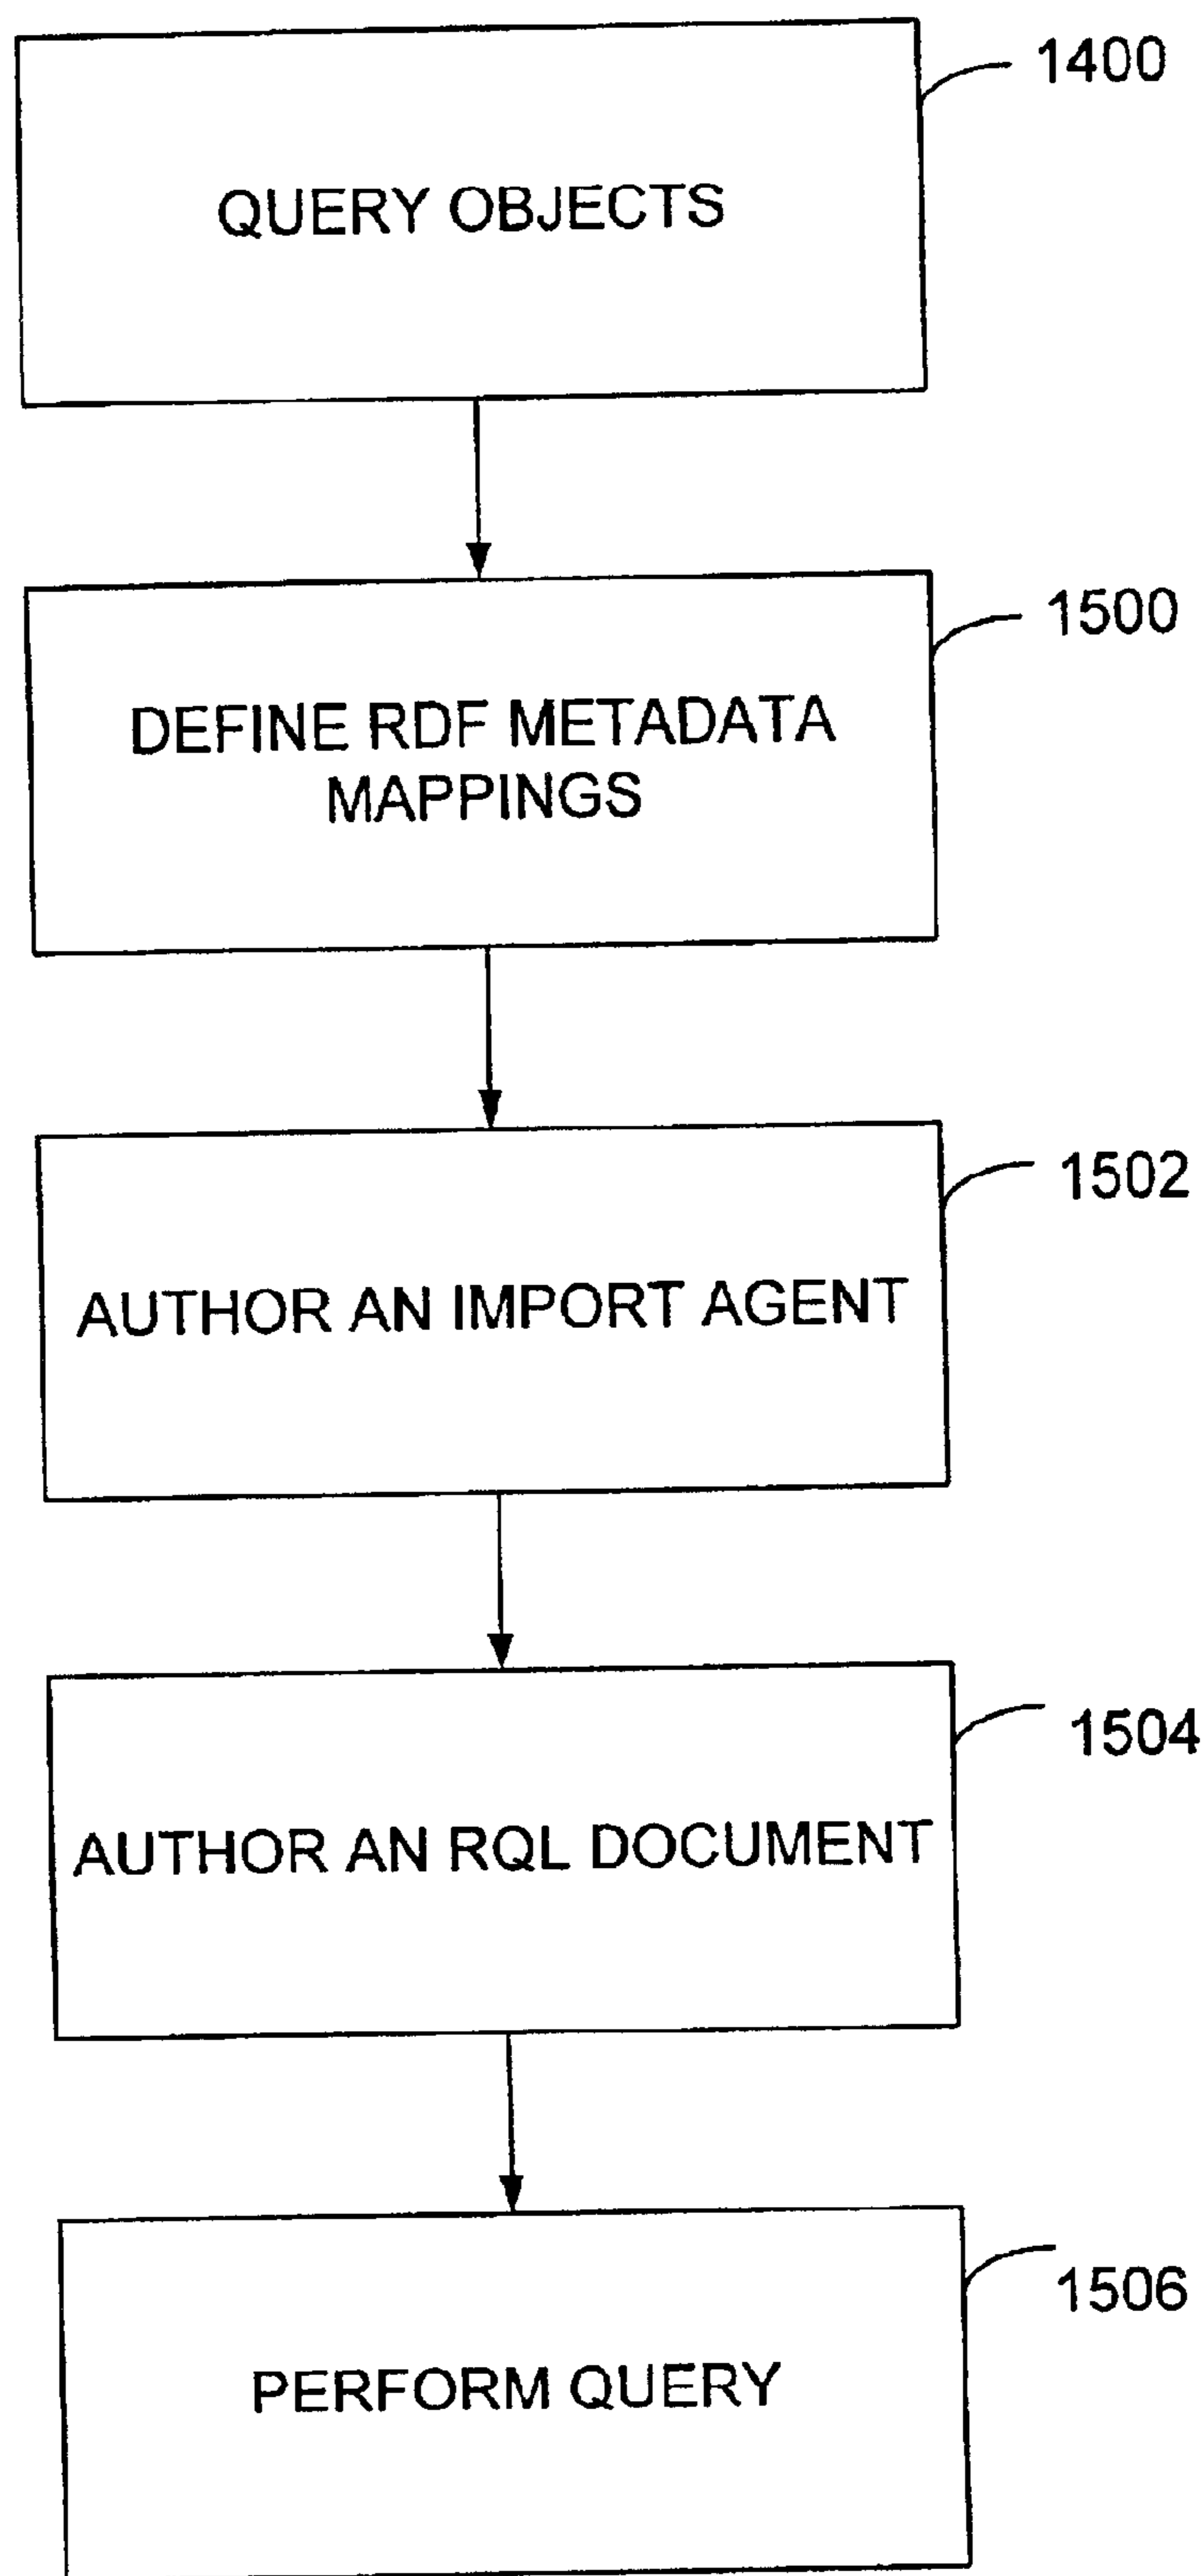 1400
QUERY OBJECTS
1500
DEFINE RDF METADATA
MAPPINGS
1502
AUTHOR AN IMPORT AGENT
1504
AUTHOR AN RQL DOCUMENT
1506
PERFORM QUERY